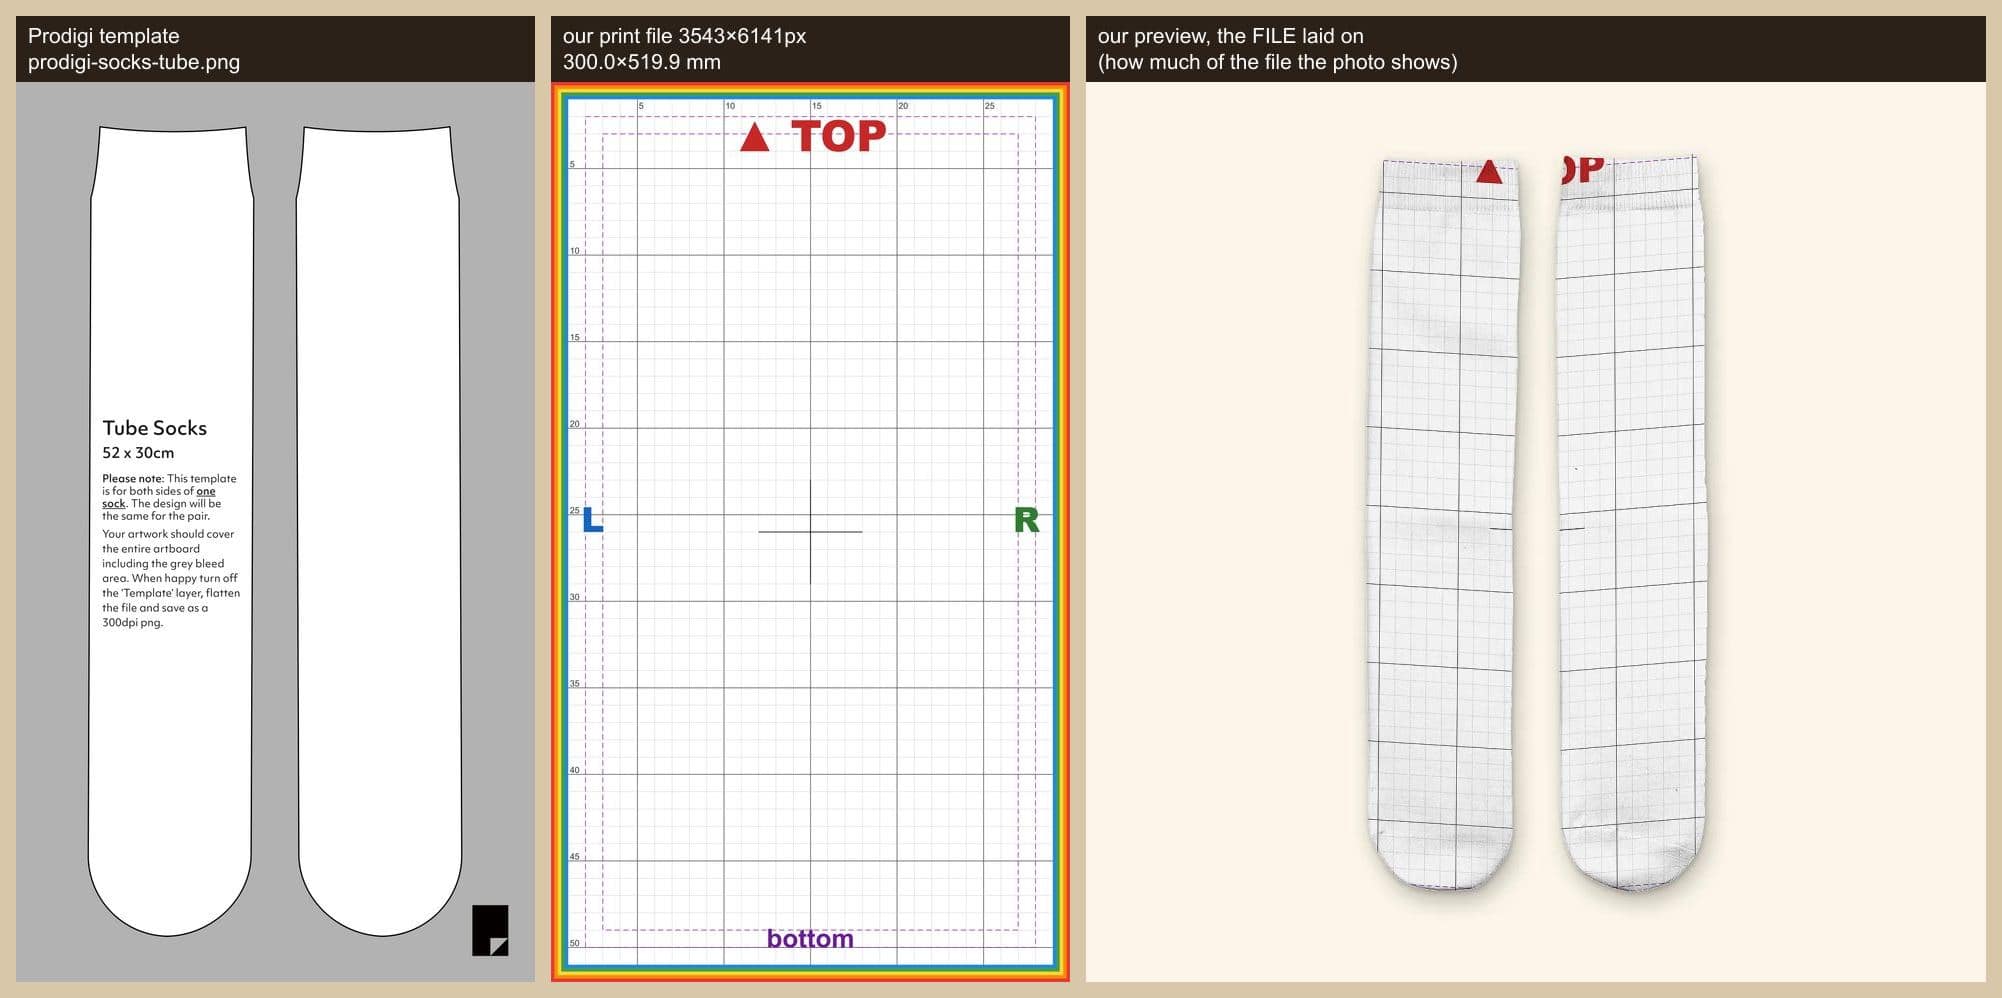 Prodigi template
prodigi-socks-tube.png
Tube Socks
52 x 30cm
Please note: This template
is for both sides of one
sock. The design will be
the same for the pair.
Your artwork should cover
the entire artboard
including the grey bleed
area. When happy turn off
the 'Template' layer, flatten
the file and save as a
300dpi png.
our print file 3543×6141px
300.0×519.9 mm
5 10 15 20 25
▲ TOP
5
10
15
20
25
L R
30
35
40
45
bottom
50
our preview, the FILE laid on
(how much of the file the photo shows)
▲ OP